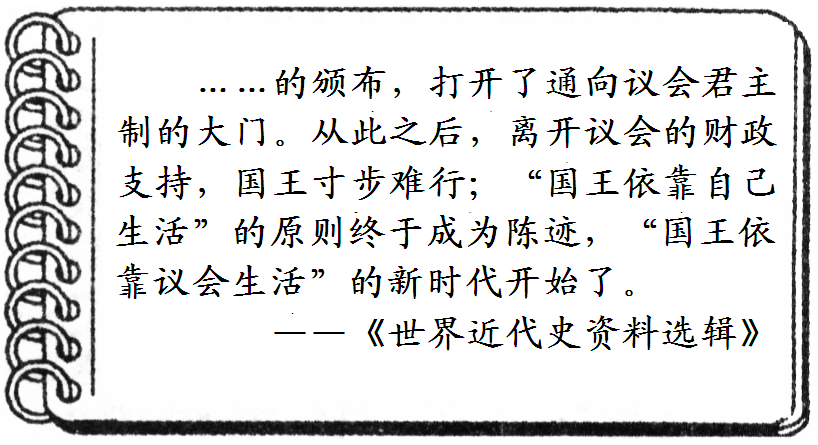 ……的颁布，打开了通向议会君主
制的大门。从此之后，离开议会的财政
支持，国王寸步难行；“国王依靠自己
生活”的原则终于成为陈迹，“国王依
靠议会生活”的新时代开始了。
——《世界近代史资料选辑》